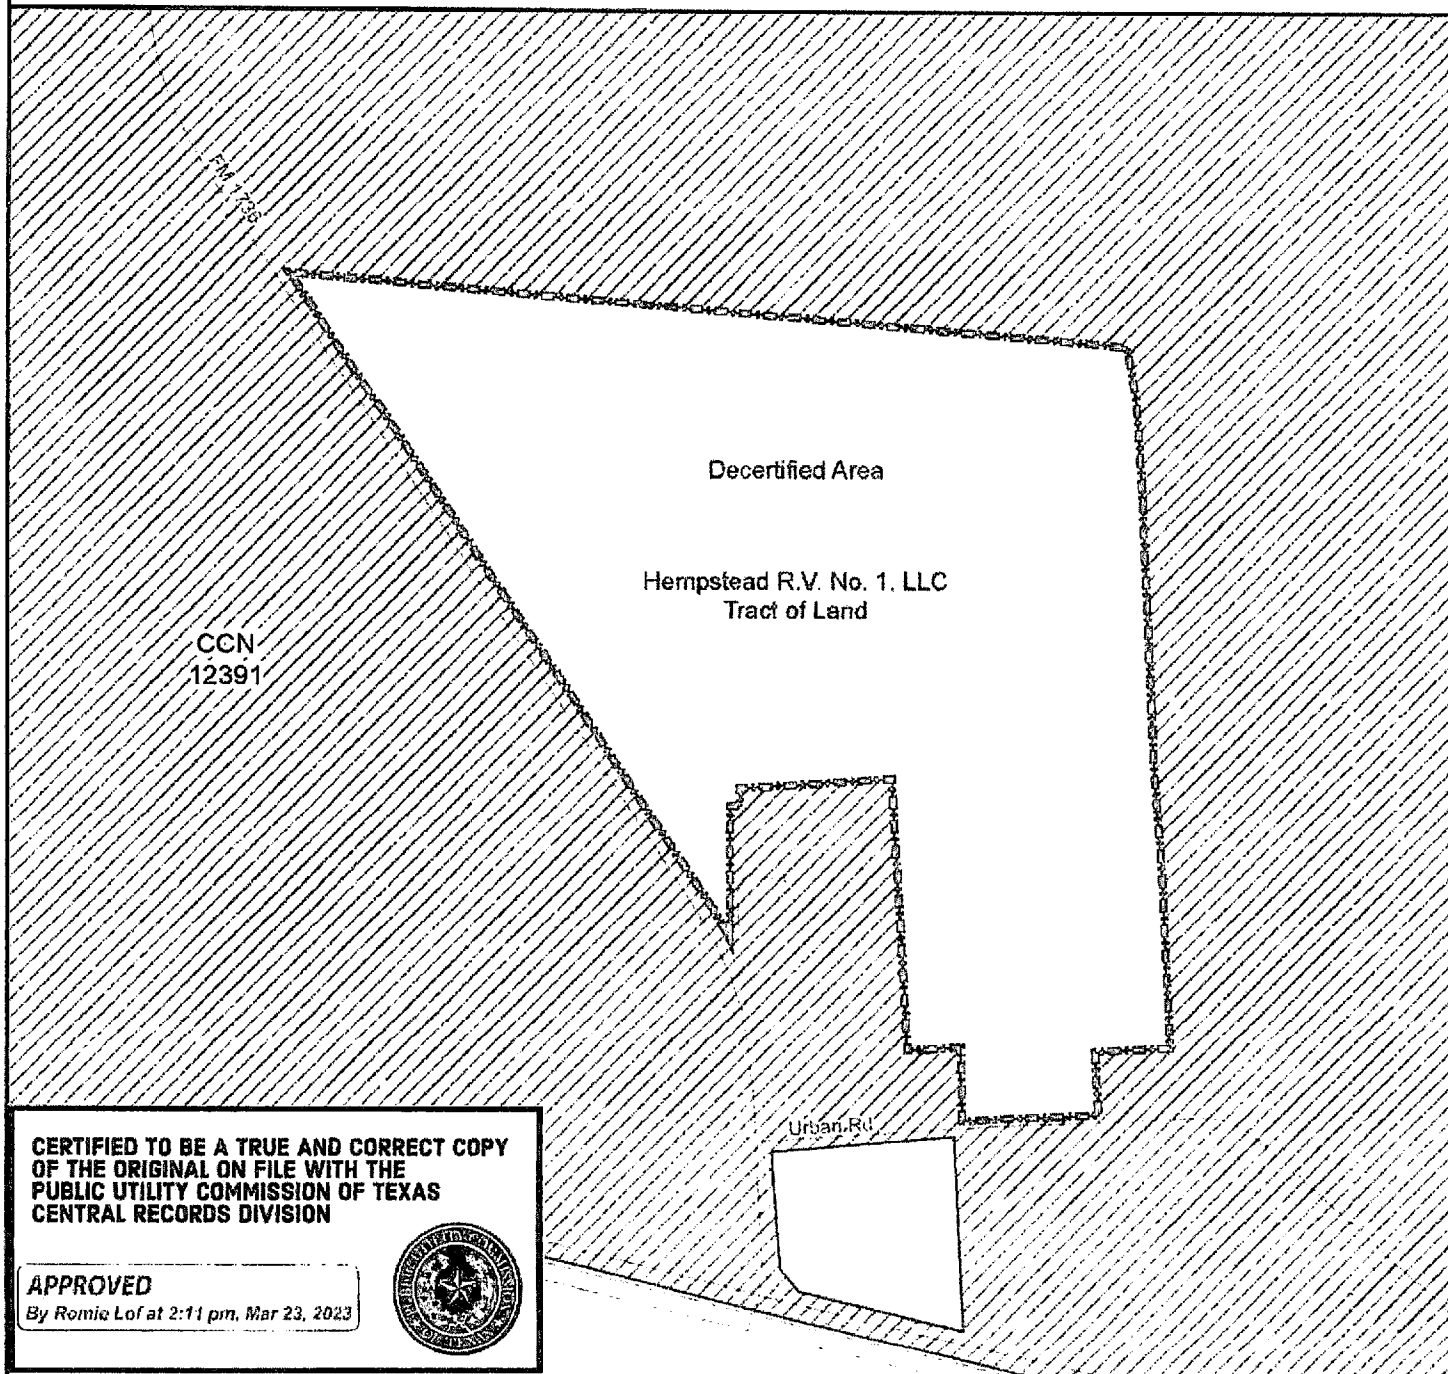 FM 1736
Decertified Area
Hempstead R.V. No. 1, LLC
Tract of Land
CCN
12391
Urban Rd
CERTIFIED TO BE A TRUE AND CORRECT COPY
OF THE ORIGINAL ON FILE WITH THE
PUBLIC UTILITY COMMISSION OF TEXAS
CENTRAL RECORDS DIVISION
APPROVED
By Romie Lof at 2:11 pm, Mar 23, 2023